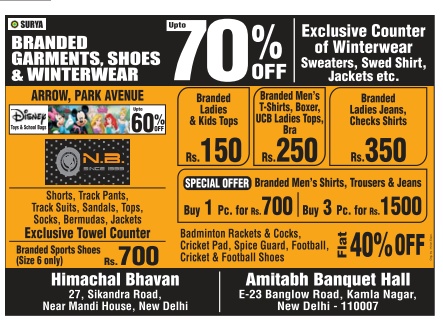 SURYA
BRANDED
GARMENTS, SHOES
& WINTERWEAR
Upto
70% OFF
Exclusive Counter
of Winterwear
Sweaters, Swed Shirt,
Jackets etc.
ARROW, PARK AVENUE
Disney
Toys & School Bags
Upto
60% OFF
N.B.
SINCE 1998
Shorts, Track Pants,
Track Suits, Sandals, Tops,
Socks, Bermudas, Jackets
Exclusive Towel Counter
Branded Sports Shoes
(Size 6 only) Rs. 700
Branded
Ladies
& Kids Tops
Rs. 150
Branded Men's
T-Shirts, Boxer,
UCB Ladies Tops,
Bra
Rs. 250
Branded
Ladies Jeans,
Checks Shirts
Rs. 350
SPECIAL OFFER Branded Men's Shirts, Trousers & Jeans
Buy 1 Pc. for Rs. 700 Buy 3 Pc. for Rs. 1500
Badminton Rackets & Cocks,
Cricket Pad, Spice Guard, Football,
Cricket & Football Shoes
Flat 40% OFF
Himachal Bhavan
27, Sikandra Road,
Near Mandi House, New Delhi
Amitabh Banquet Hall
E-23 Banglow Road, Kamla Nagar,
New Delhi - 110007